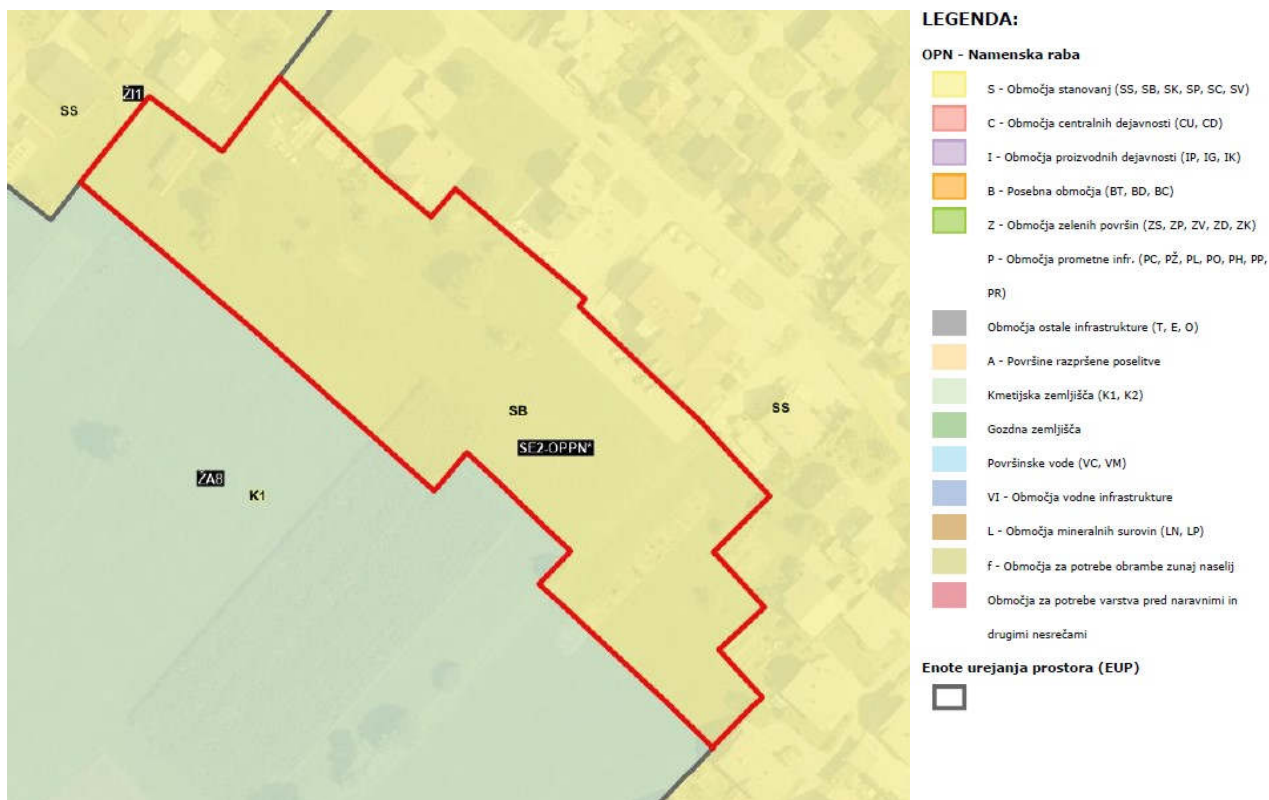 ŽI1
SS
SB
SS
SE2-OPPN*
ŽA8
K1
LEGENDA:
OPN - Namenska raba
S - Območja stanovanj (SS, SB, SK, SP, SC, SV)
C - Območja centralnih dejavnosti (CU, CD)
I - Območja proizvodnih dejavnosti (IP, IG, IK)
B - Posebna območja (BT, BD, BC)
Z - Območja zelenih površin (ZS, ZP, ZV, ZD, ZK)
P - Območja prometne infr. (PC, PŽ, PL, PO, PH, PP,
PR)
Območja ostale infrastrukture (T, E, O)
A - Površine razpršene poselitve
Kmetijska zemljišča (K1, K2)
Gozdna zemljišča
Površinske vode (VC, VM)
VI - Območja vodne infrastrukture
L - Območja mineralnih surovin (LN, LP)
f - Območja za potrebe obrambe zunaj naselij
Območja za potrebe varstva pred naravnimi in
drugimi nesrečami
Enote urejanja prostora (EUP)